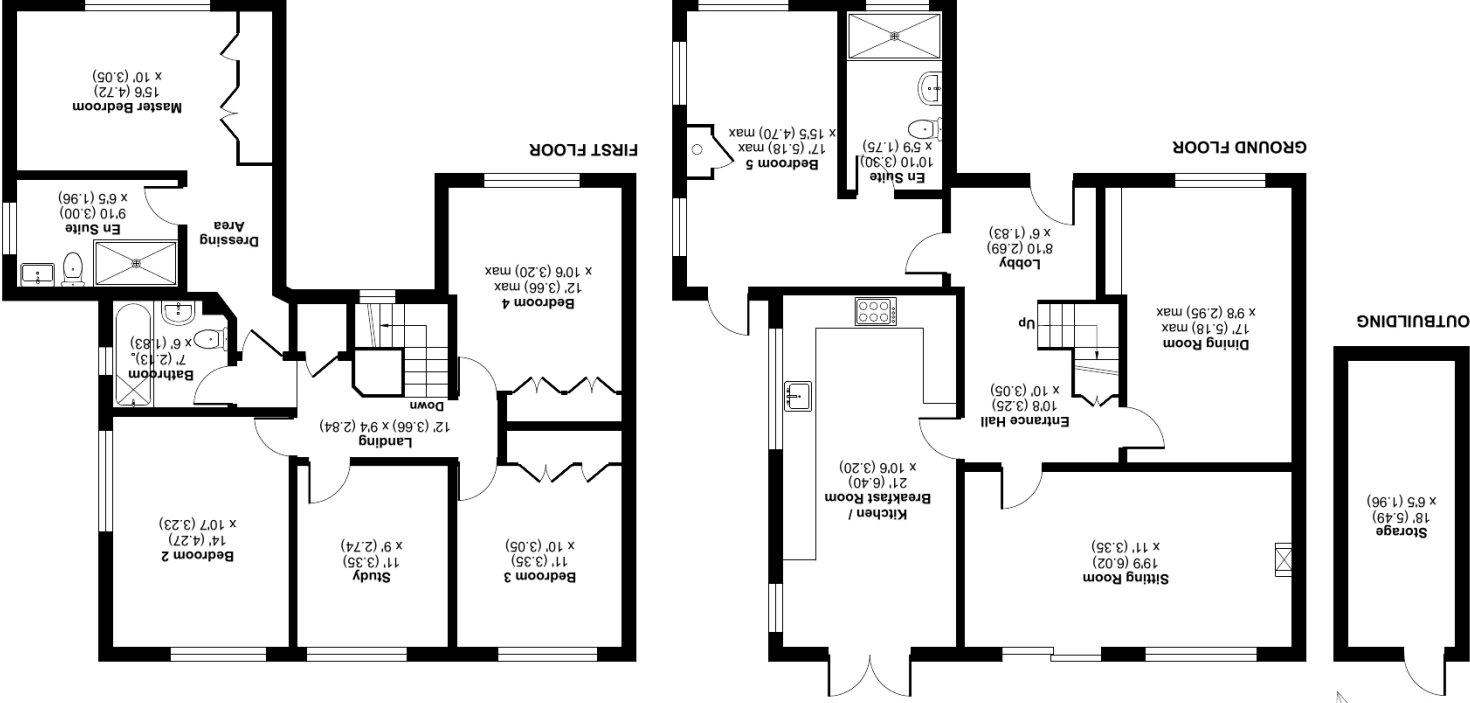 Storage
18' (5.49)
x 6'5 (1.96)
OUTBUILDING
Sitting Room
19'9 (6.02)
x 11' (3.35)
Kitchen /
Breakfast Room
21' (6.40)
x 10'6 (3.20)
Entrance Hall
10'8 (3.25)
x 10' (3.05)
Dining Room
17' (5.18) max
x 9'8 (2.95) max
Up
Lobby
8'10 (2.69)
x 6' (1.83)
En Suite
10'10 (3.30)
x 5'9 (1.75)
Bedroom 5
17' (5.18) max
x 15'5 (4.70) max
GROUND FLOOR
Bedroom 3
11' (3.35)
x 10' (3.05)
Study
11' (3.35)
x 9' (2.74)
Bedroom 2
14' (4.27)
x 10'7 (3.23)
Landing
12' (3.66) x 9'4 (2.84)
Down
Bathroom
7' (2.13)
x 6' (1.83)
Bedroom 4
12' (3.66) max
x 10'6 (3.20) max
Dressing
Area
En Suite
9'10 (3.00)
x 6'5 (1.96)
FIRST FLOOR
Master Bedroom
15'6 (4.72)
x 10' (3.05)